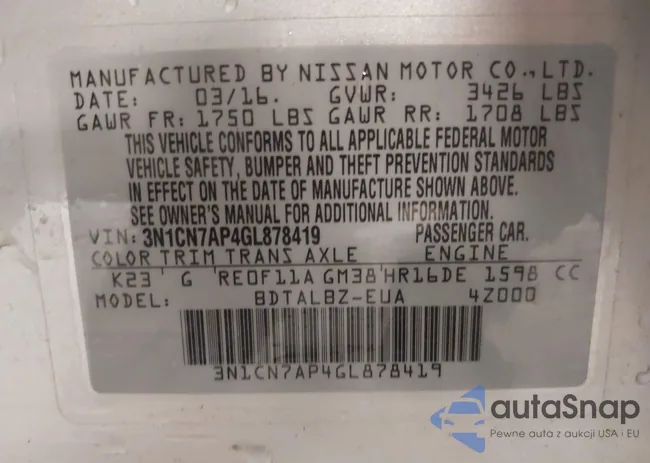 MANUFACTURED BY NISSAN MOTOR CO., LTD.
DATE: 03/16. GVWR: 3426 LBS
GAWR FR: 1750 LBS GAWR RR: 1708 LBS
THIS VEHICLE CONFORMS TO ALL APPLICABLE FEDERAL MOTOR
VEHICLE SAFETY, BUMPER AND THEFT PREVENTION STANDARDS
IN EFFECT ON THE DATE OF MANUFACTURE SHOWN ABOVE.
SEE OWNER'S MANUAL FOR ADDITIONAL INFORMATION.
VIN: 3N1CN7AP4GL878419 PASSENGER CAR.
COLOR TRIM TRANS AXLE ENGINE
K23 G RE0F11A GM38 HR16DE 1598 CC
MODEL: BDTALBZ-EUA 4Z000
3N1CN7AP4GL878419
autaSnap
Pewne auta z aukcji USA i EU